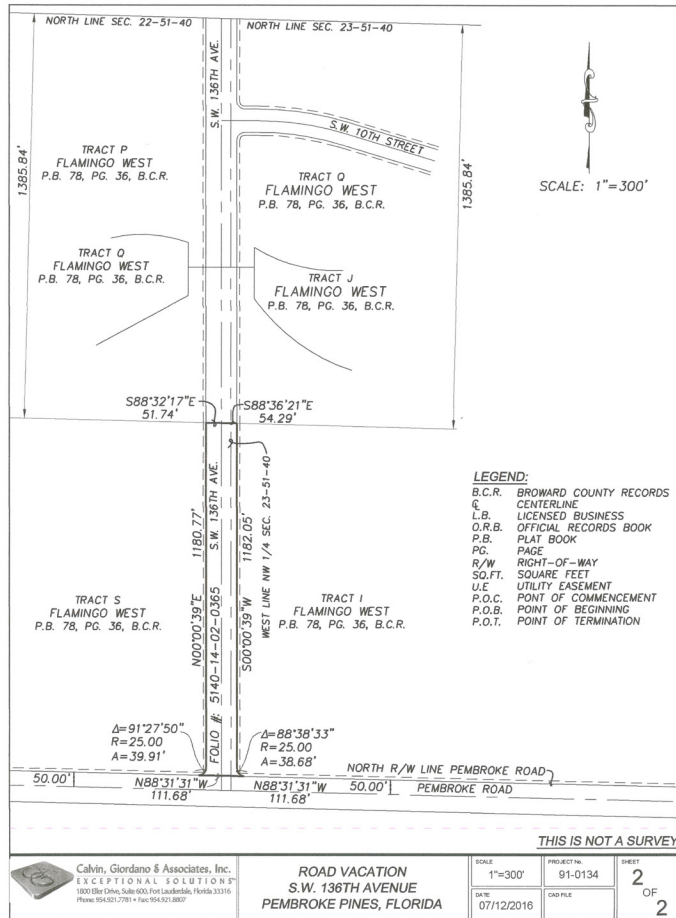 NORTH LINE SEC. 22-51-40
NORTH LINE SEC. 23-51-40
S.W. 136TH AVE.
S.W. 10TH STREET
1385.84'
1385.84'
TRACT P
FLAMINGO WEST
P.B. 78, PG. 36, B.C.R.
TRACT Q
FLAMINGO WEST
P.B. 78, PG. 36, B.C.R.
SCALE: 1"=300'
TRACT Q
FLAMINGO WEST
P.B. 78, PG. 36, B.C.R.
TRACT J
FLAMINGO WEST
P.B. 78, PG. 36, B.C.R.
S88°32'17"E
51.74'
S88°36'21"E
54.29'
1180.77'
N00°00'39"E
S.W. 136TH AVE.
FOLIO #: 5140-14-02-0365
1182.05'
S00°00'39"W
WEST LINE NW 1/4 SEC. 23-51-40
LEGEND:
B.C.R. BROWARD COUNTY RECORDS
℄ CENTERLINE
L.B. LICENSED BUSINESS
O.R.B. OFFICIAL RECORDS BOOK
P.B. PLAT BOOK
PG. PAGE
R/W RIGHT-OF-WAY
SQ.FT. SQUARE FEET
U.E UTILITY EASEMENT
P.O.C. PONT OF COMMENCEMENT
P.O.B. POINT OF BEGINNING
P.O.T. POINT OF TERMINATION
TRACT S
FLAMINGO WEST
P.B. 78, PG. 36, B.C.R.
TRACT I
FLAMINGO WEST
P.B. 78, PG. 36, B.C.R.
Δ=91°27'50"
R=25.00
A=39.91'
Δ=88°38'33"
R=25.00
A=38.68'
NORTH R/W LINE PEMBROKE ROAD
50.00'
N88°31'31"W
111.68'
N88°31'31"W
111.68'
50.00'
PEMBROKE ROAD
THIS IS NOT A SURVEY
Calvin, Giordano & Associates, Inc.
EXCEPTIONAL SOLUTIONS™
1800 Eller Drive, Suite 600, Fort Lauderdale, Florida 33316
Phone: 954.921.7781 • Fax: 954.921.8807
ROAD VACATION
S.W. 136TH AVENUE
PEMBROKE PINES, FLORIDA
SCALE
1"=300'
PROJECT No.
91-0134
SHEET
2
OF
2
DATE
07/12/2016
CAD FILE